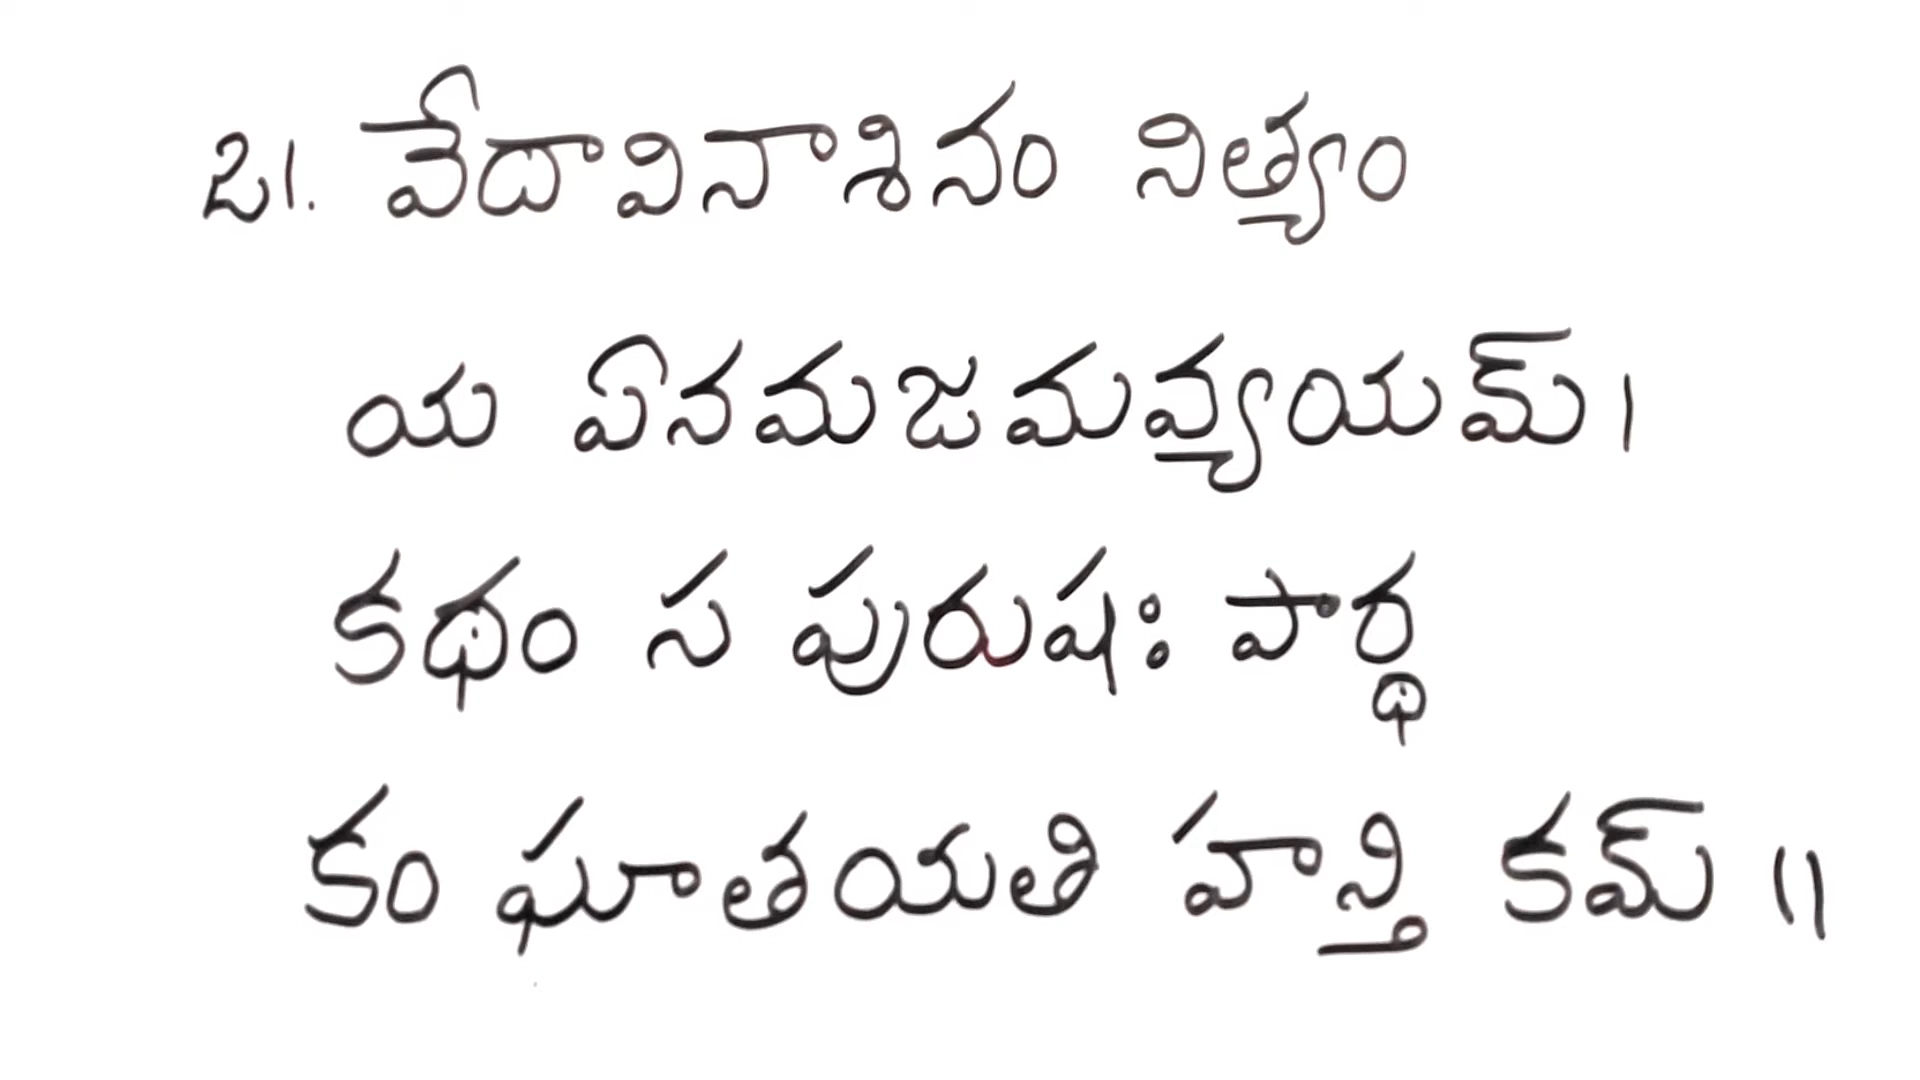 21. వేదావినాశినం నిత్యం
య ఏనమజమవ్యయమ్।
కథం స పురుషః పార్థ
కం ఘాతయతి హన్తి కమ్॥